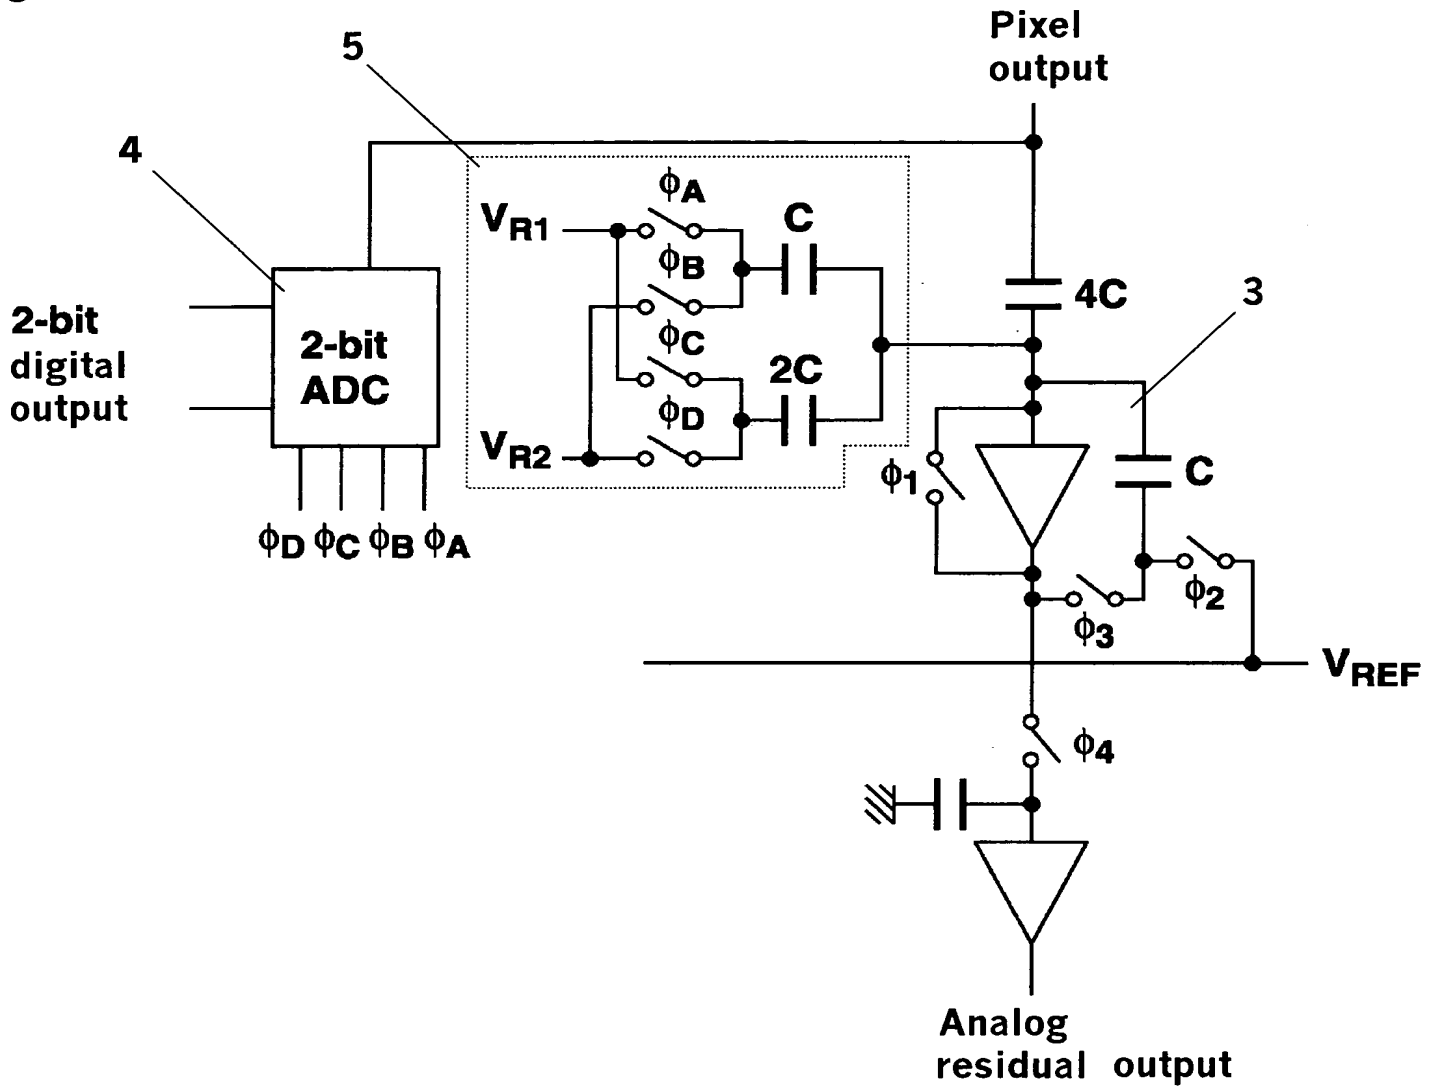 Pixel
output
5
4
ϕA
VR1
C
ϕB
4C
3
2-bit
digital
output
2-bit
ADC
ϕC
2C
ϕD
VR2
ϕ1
C
ϕD ϕC ϕB ϕA
ϕ2
ϕ3
VREF
ϕ4
Analog
residual output